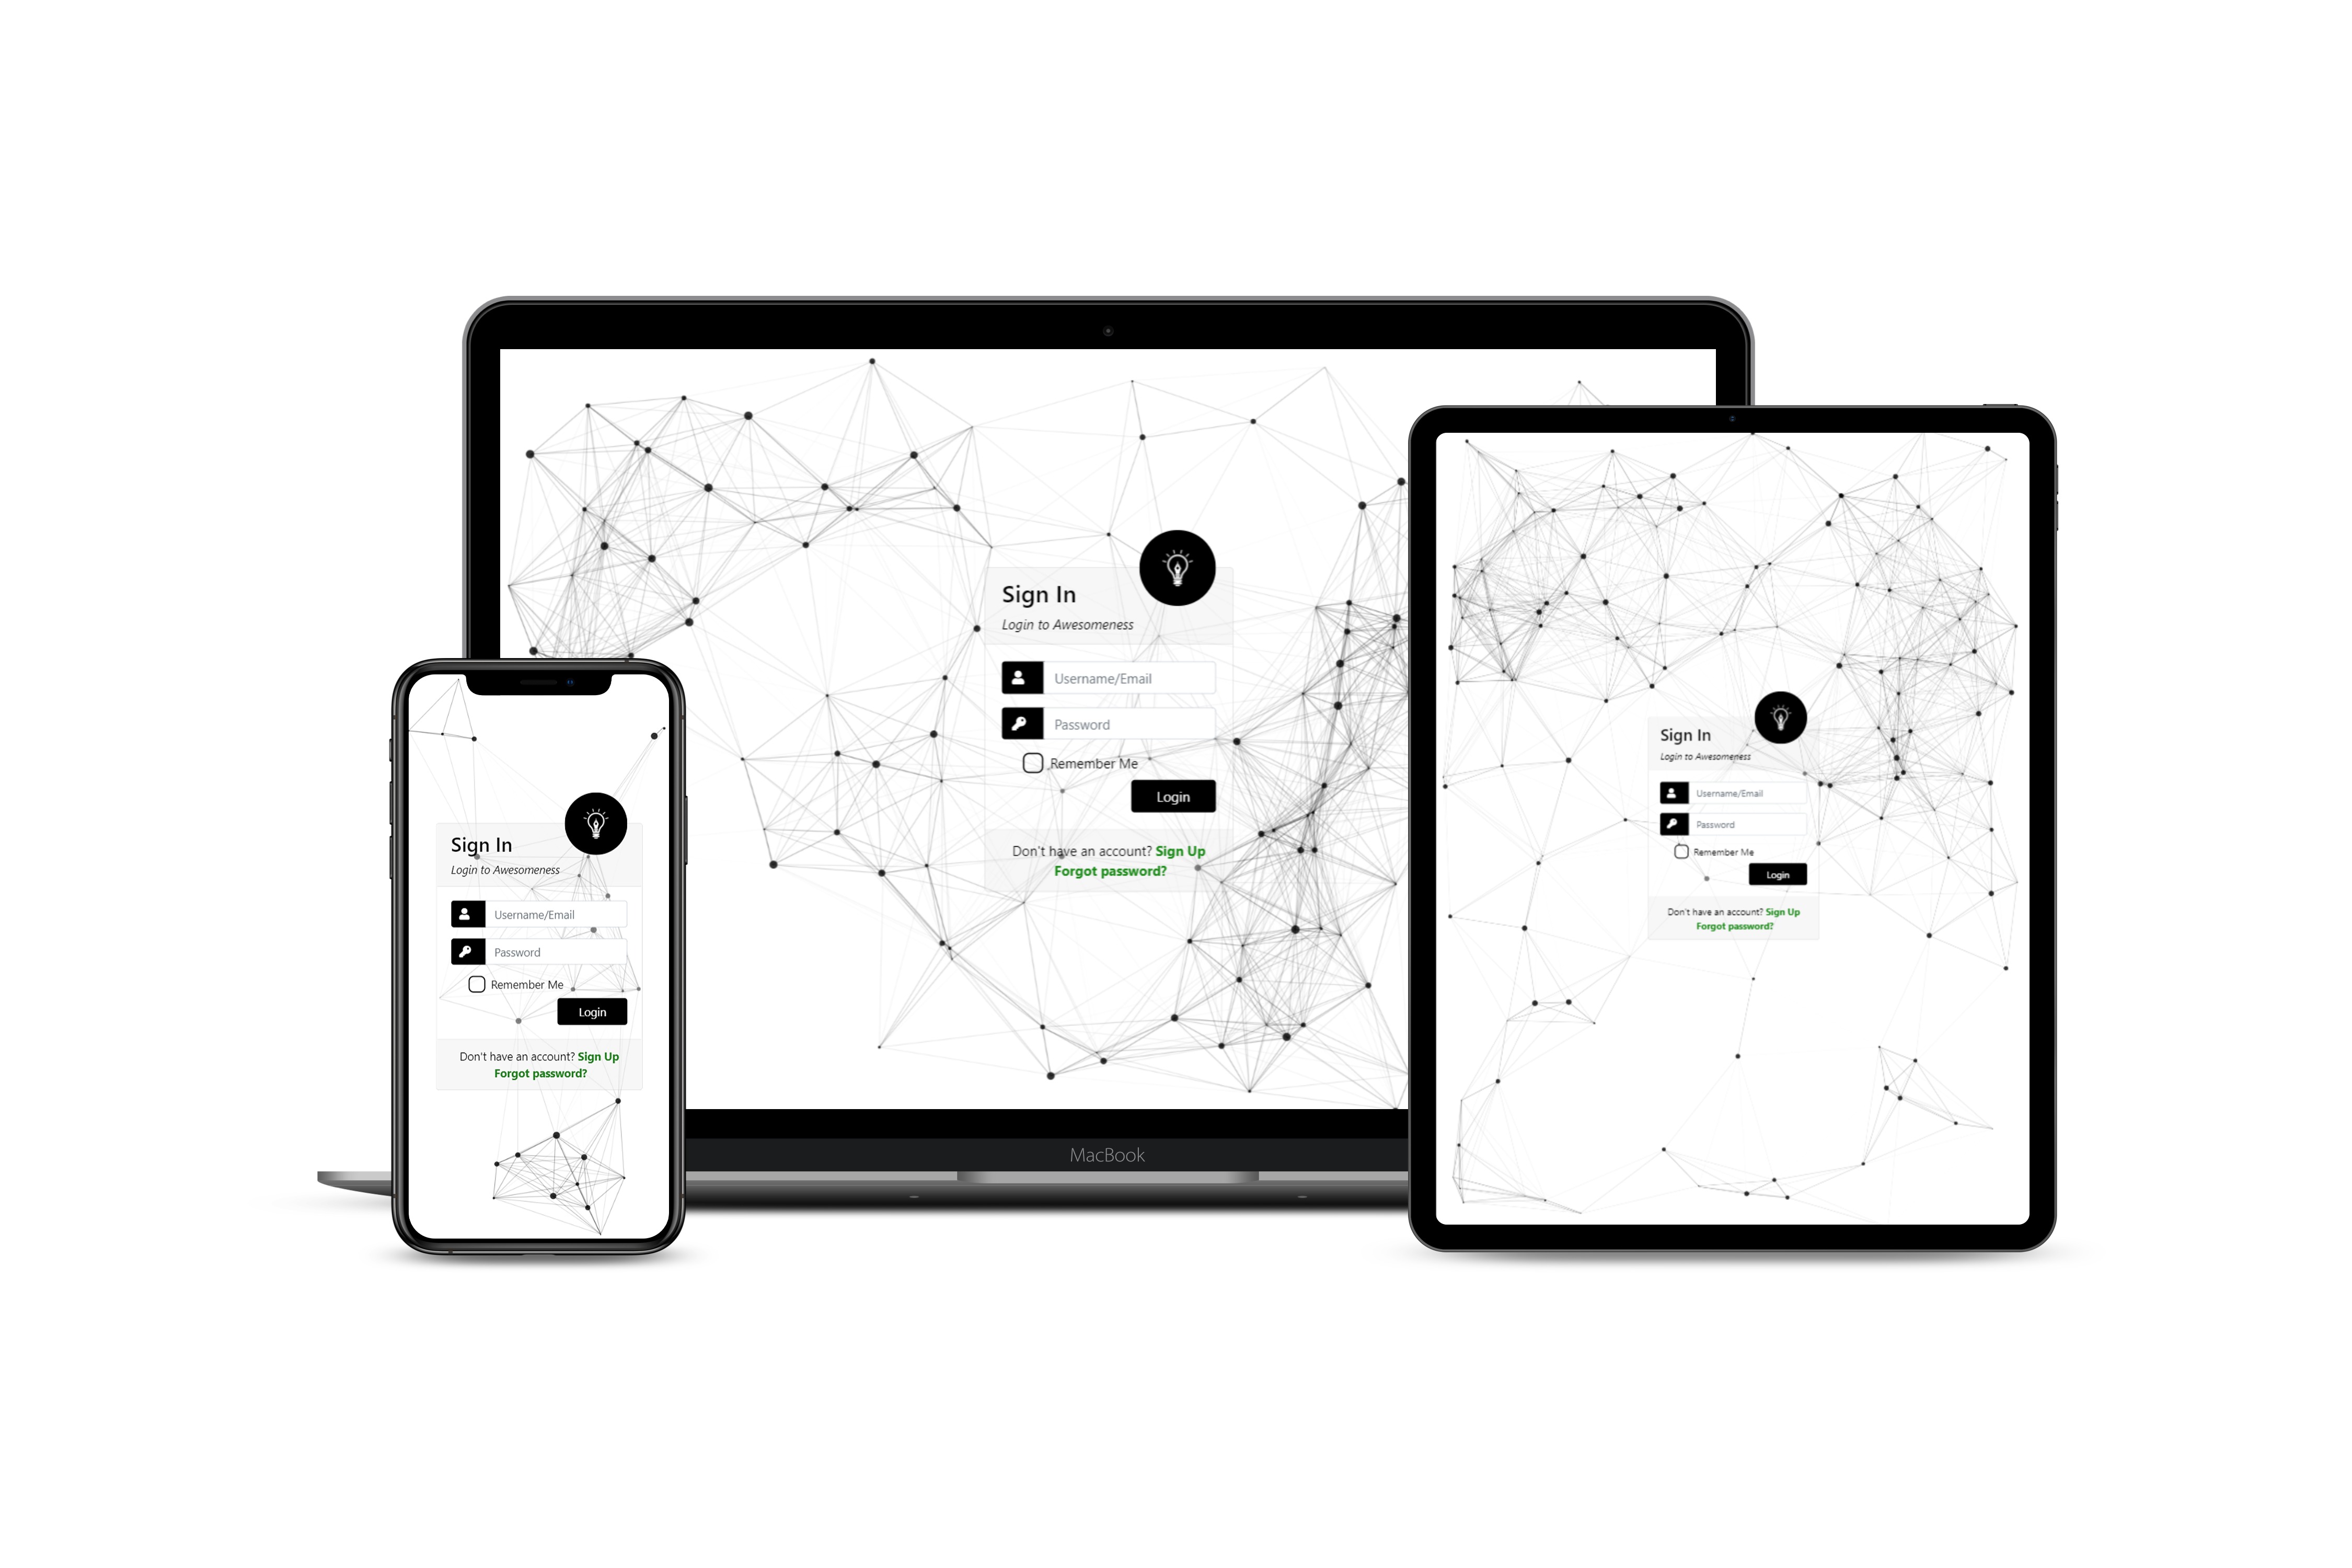 Sign In
Login to Awesomeness
Username/Email
Password
Remember Me
Login
Don't have an account? Sign Up
Forgot password?
MacBook
Sign In
Login to Awesomeness
Username/Email
Password
Remember Me
Login
Don't have an account? Sign Up
Forgot password?
Sign In
Login to Awesomeness
Username/Email
Password
Remember Me
Login
Don't have an account? Sign Up
Forgot password?